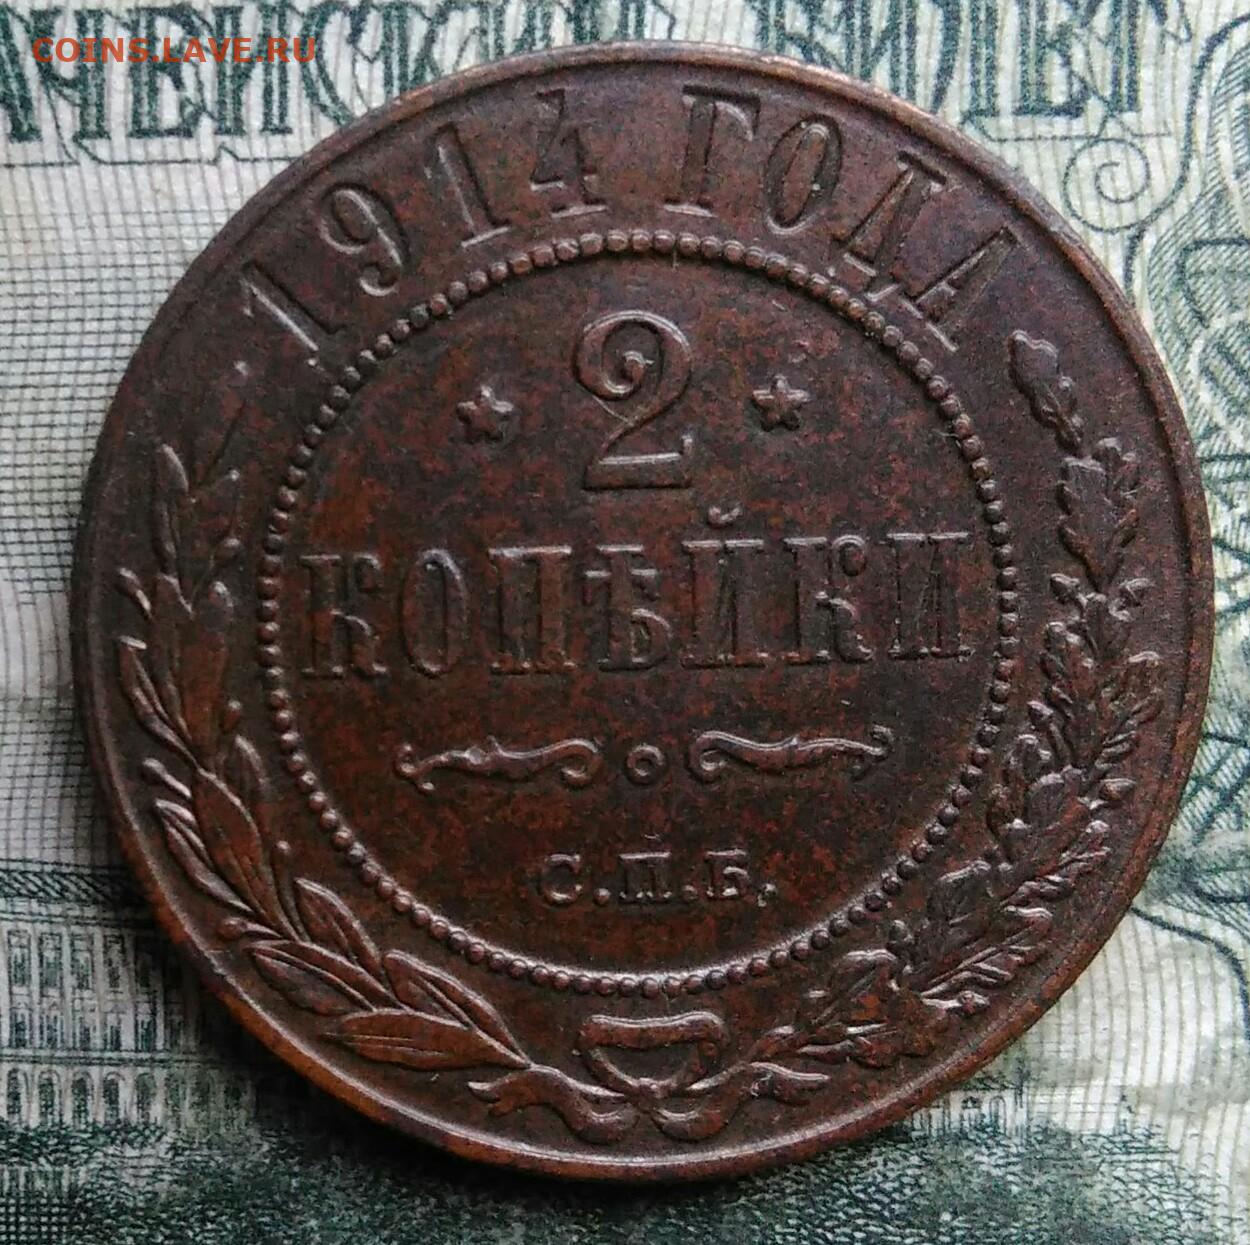 COINS.LAVE.RU
1914 ГОДА
2
КОПѢЙКИ
С.П.Б.